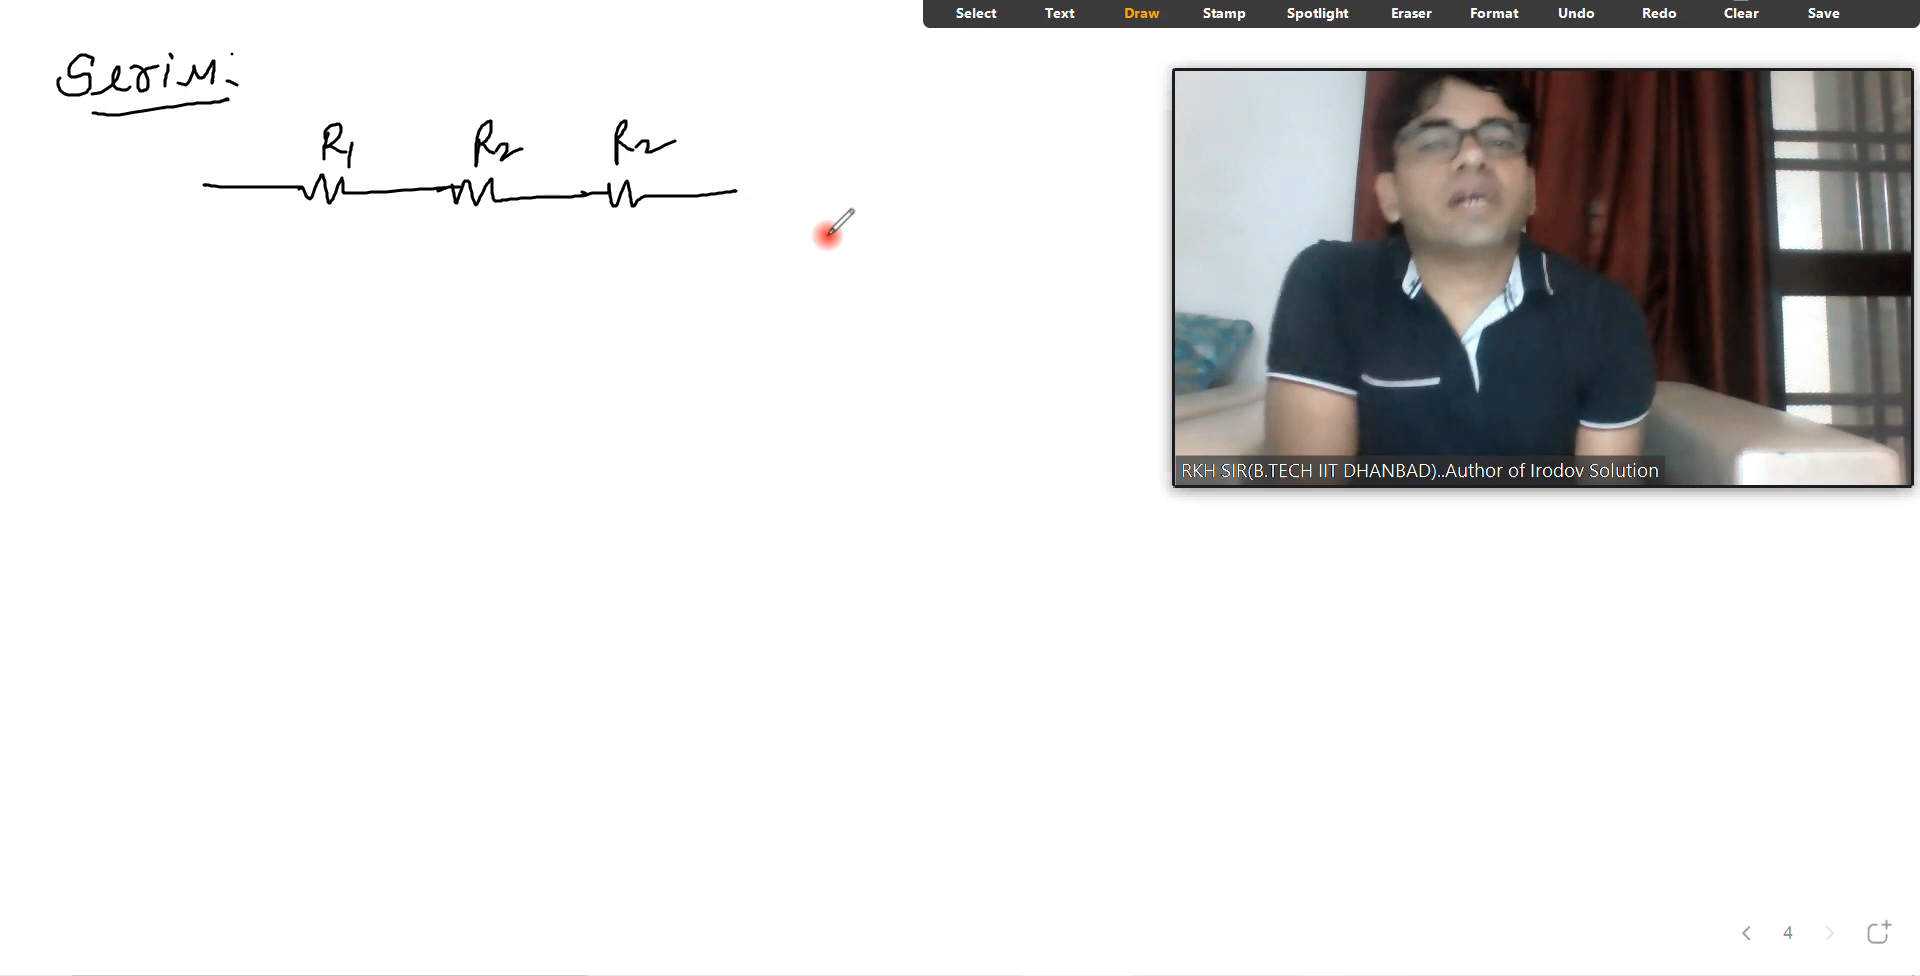 Select Text Draw Stamp Spotlight Eraser Format Undo Redo Clear Save
Series:
R1 R2 R2
RKH SIR(B.TECH IIT DHANBAD)..Author of Irodov Solution
4